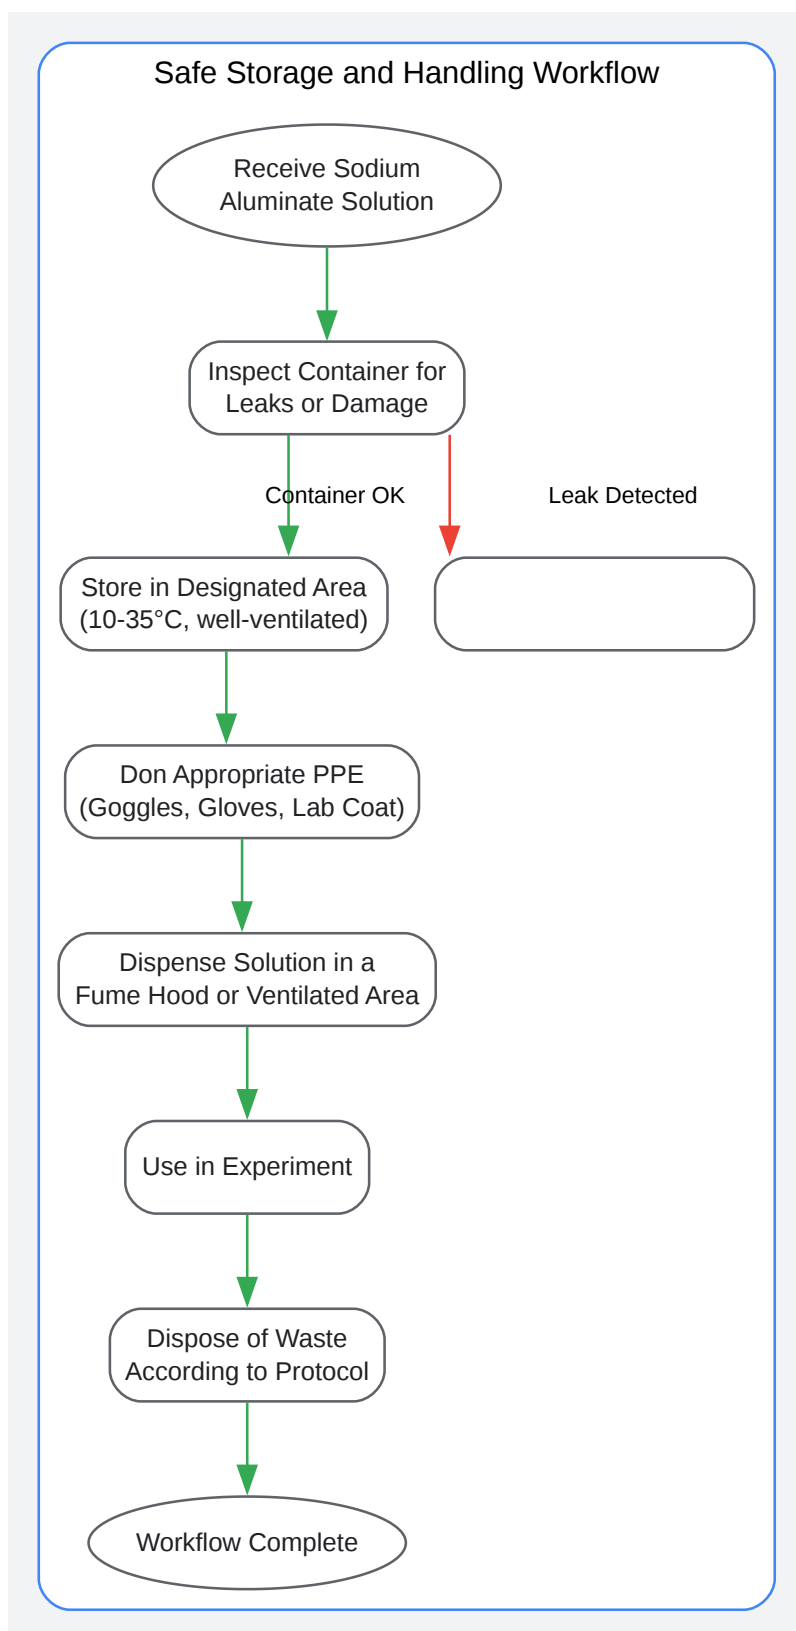 Safe Storage and Handling Workflow
Receive Sodium
Aluminate Solution
Inspect Container for
Leaks or Damage
Container OK
Leak Detected
Store in Designated Area
(10-35°C, well-ventilated)
Don Appropriate PPE
(Goggles, Gloves, Lab Coat)
Dispense Solution in a
Fume Hood or Ventilated Area
Use in Experiment
Dispose of Waste
According to Protocol
Workflow Complete